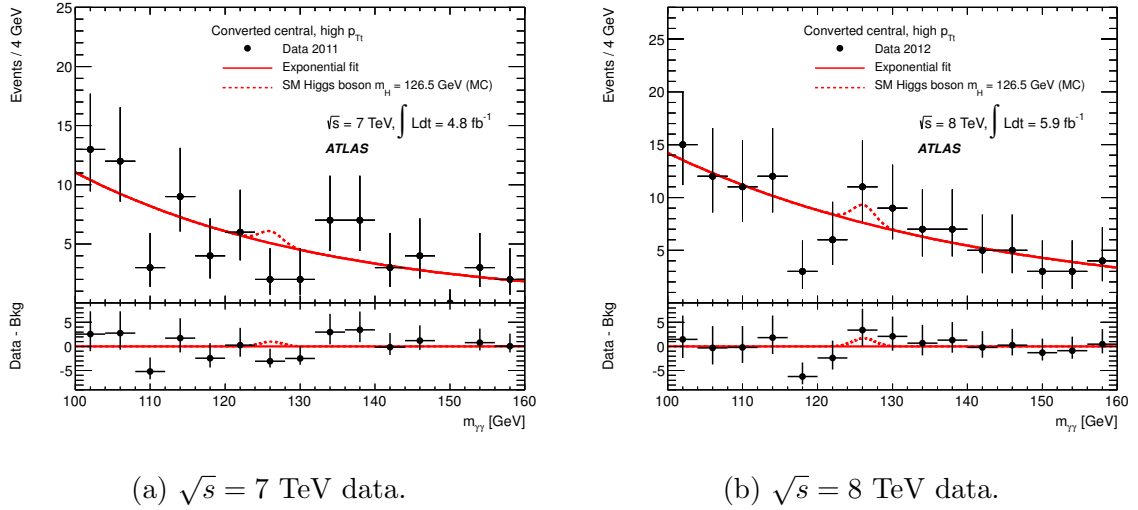 Events / 4 GeV
25
20
15
10
5
Converted central, high p_Tt
Data 2011
Exponential fit
SM Higgs boson m_H = 126.5 GeV (MC)
√s = 7 TeV, ∫ Ldt = 4.8 fb⁻¹
ATLAS
Data - Bkg
5
0
-5
100 110 120 130 140 150 160
m_γγ [GeV]
(a) √s = 7 TeV data.
Events / 4 GeV
25
20
15
10
5
Converted central, high p_Tt
Data 2012
Exponential fit
SM Higgs boson m_H = 126.5 GeV (MC)
√s = 8 TeV, ∫ Ldt = 5.9 fb⁻¹
ATLAS
Data - Bkg
5
0
-5
100 110 120 130 140 150 160
m_γγ [GeV]
(b) √s = 8 TeV data.